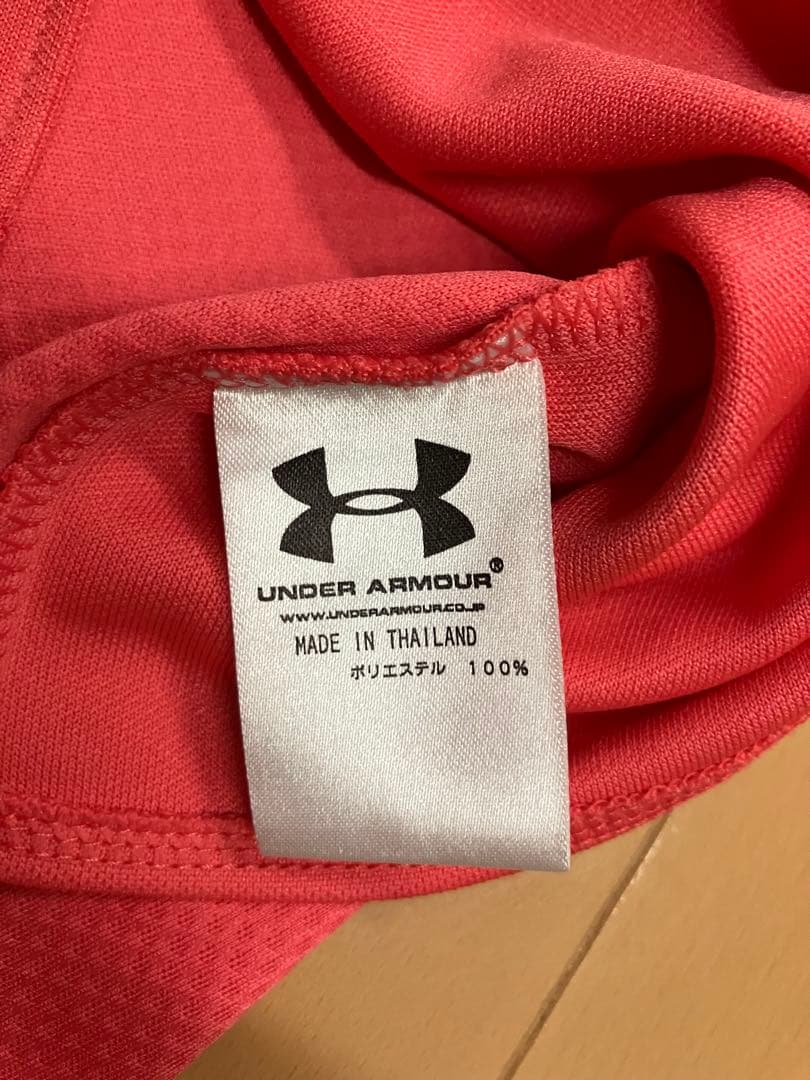 UNDER ARMOUR®
WWW.UNDERARMOUR.CO.JP
MADE IN THAILAND
ポリエステル 100%